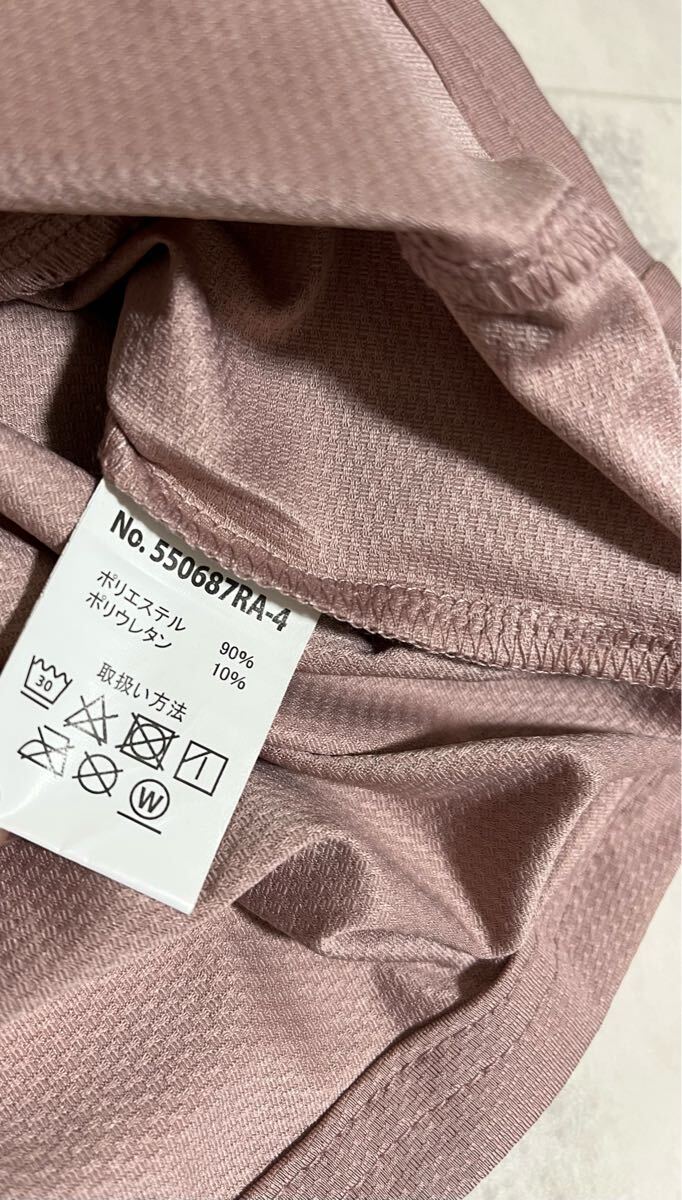 No. 550687RA-4
ポリエステル 90%
ポリウレタン 10%
取扱い方法
30
W